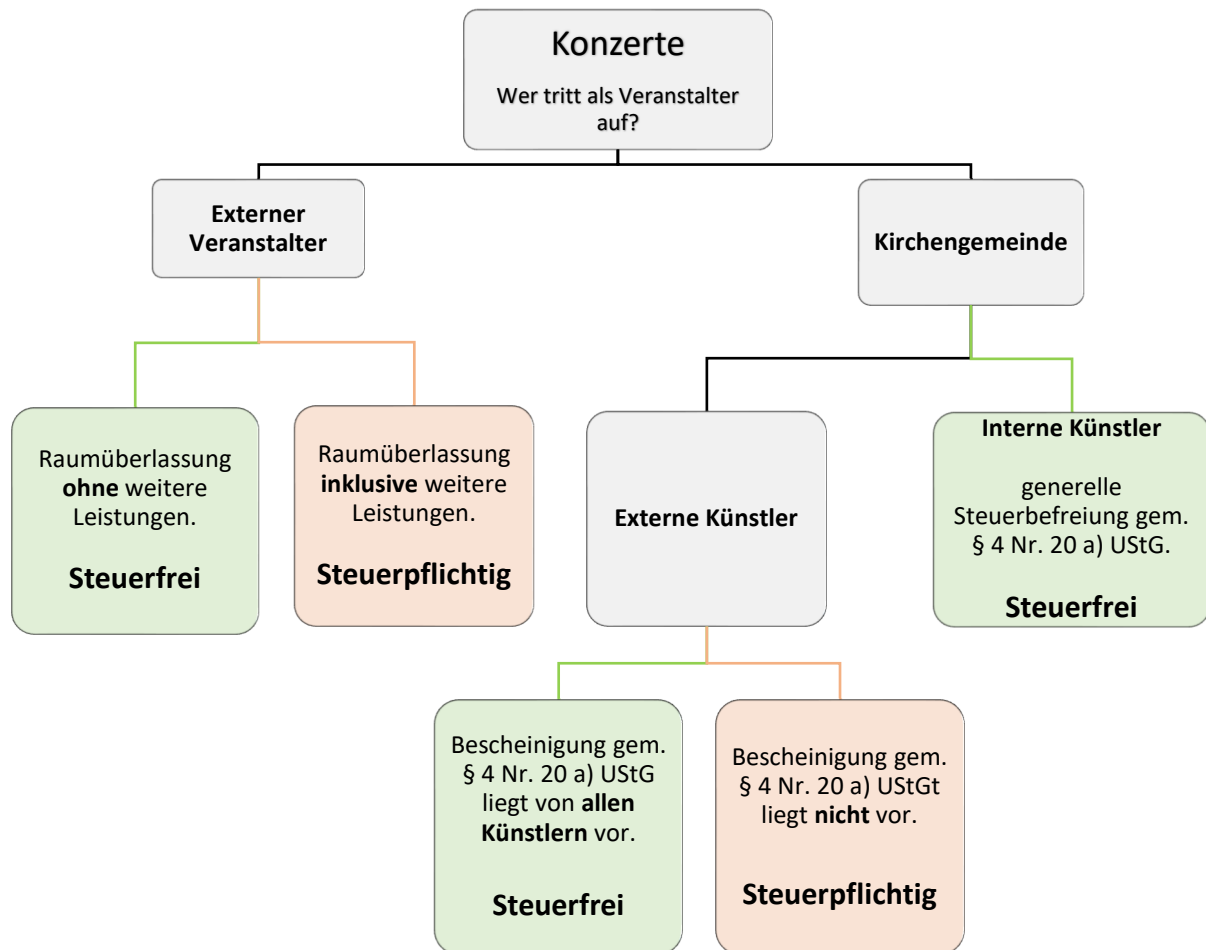 Konzerte
Wer tritt als Veranstalter
auf?
Externer
Veranstalter
Kirchengemeinde
Raumüberlassung
ohne weitere
Leistungen.
Steuerfrei
Raumüberlassung
inklusive weitere
Leistungen.
Steuerpflichtig
Externe Künstler
Interne Künstler
generelle
Steuerbefreiung gem.
§ 4 Nr. 20 a) UStG.
Steuerfrei
Bescheinigung gem.
§ 4 Nr. 20 a) UStG
liegt von allen
Künstlern vor.
Steuerfrei
Bescheinigung gem.
§ 4 Nr. 20 a) UStGt
liegt nicht vor.
Steuerpflichtig